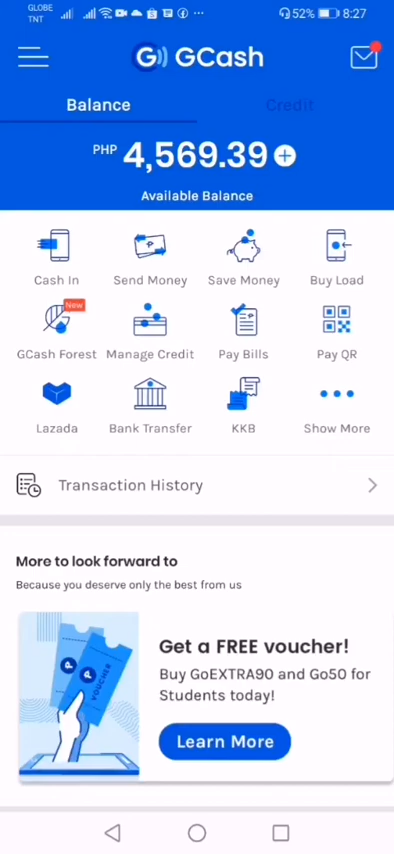 GLOBE
TNT
52% 8:27
GCash
Balance
Credit
PHP 4,569.39
Available Balance
Cash In
Send Money
Save Money
Buy Load
New
GCash Forest
Manage Credit
Pay Bills
Pay QR
Lazada
Bank Transfer
KKB
Show More
Transaction History
More to look forward to
Because you deserve only the best from us
VOUCHER
Get a FREE voucher!
Buy GoEXTRA90 and Go50 for
Students today!
Learn More